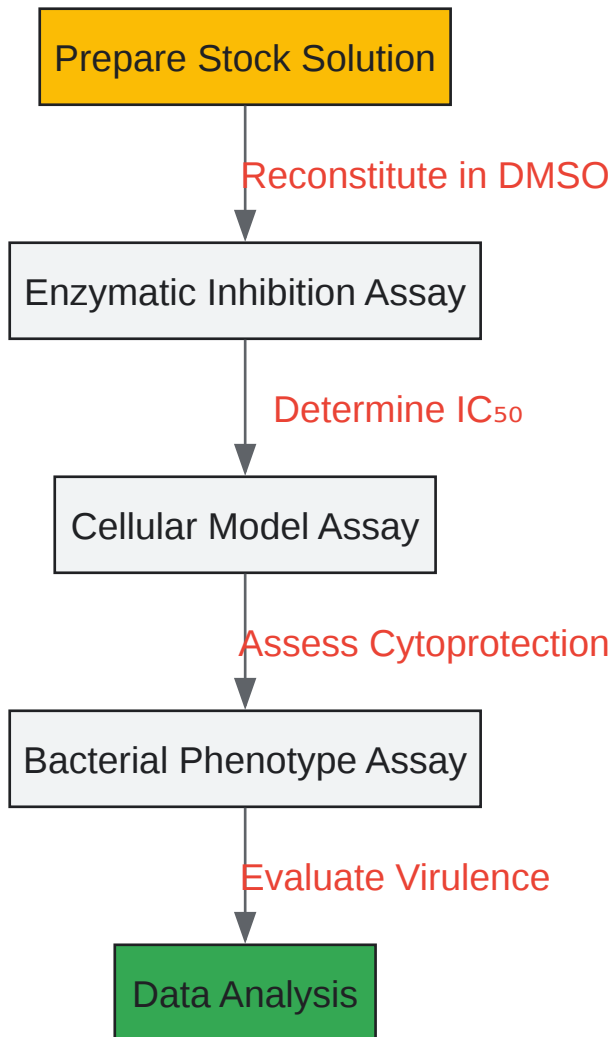 Prepare Stock Solution
Reconstitute in DMSO
Enzymatic Inhibition Assay
Determine IC₅₀
Cellular Model Assay
Assess Cytoprotection
Bacterial Phenotype Assay
Evaluate Virulence
Data Analysis